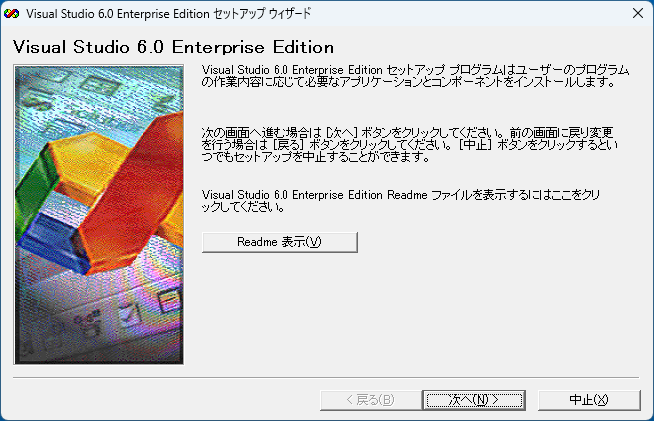 Visual Studio 6.0 Enterprise Edition セットアップ ウィザード
Visual Studio 6.0 Enterprise Edition
Visual Studio 6.0 Enterprise Edition セットアップ プログラムはユーザーのプログラム
の作業内容に応じて必要なアプリケーションとコンポーネントをインストールします。
次の画面へ進む場合は [次へ] ボタンをクリックしてください。前の画面に戻り変更
を行う場合は [戻る] ボタンをクリックしてください。[中止] ボタンをクリックするとい
つでもセットアップを中止することができます。
Visual Studio 6.0 Enterprise Edition Readme ファイルを表示するにはここをクリ
ックしてください。
Readme 表示(V)
< 戻る(B)
次へ(N) >
中止(X)